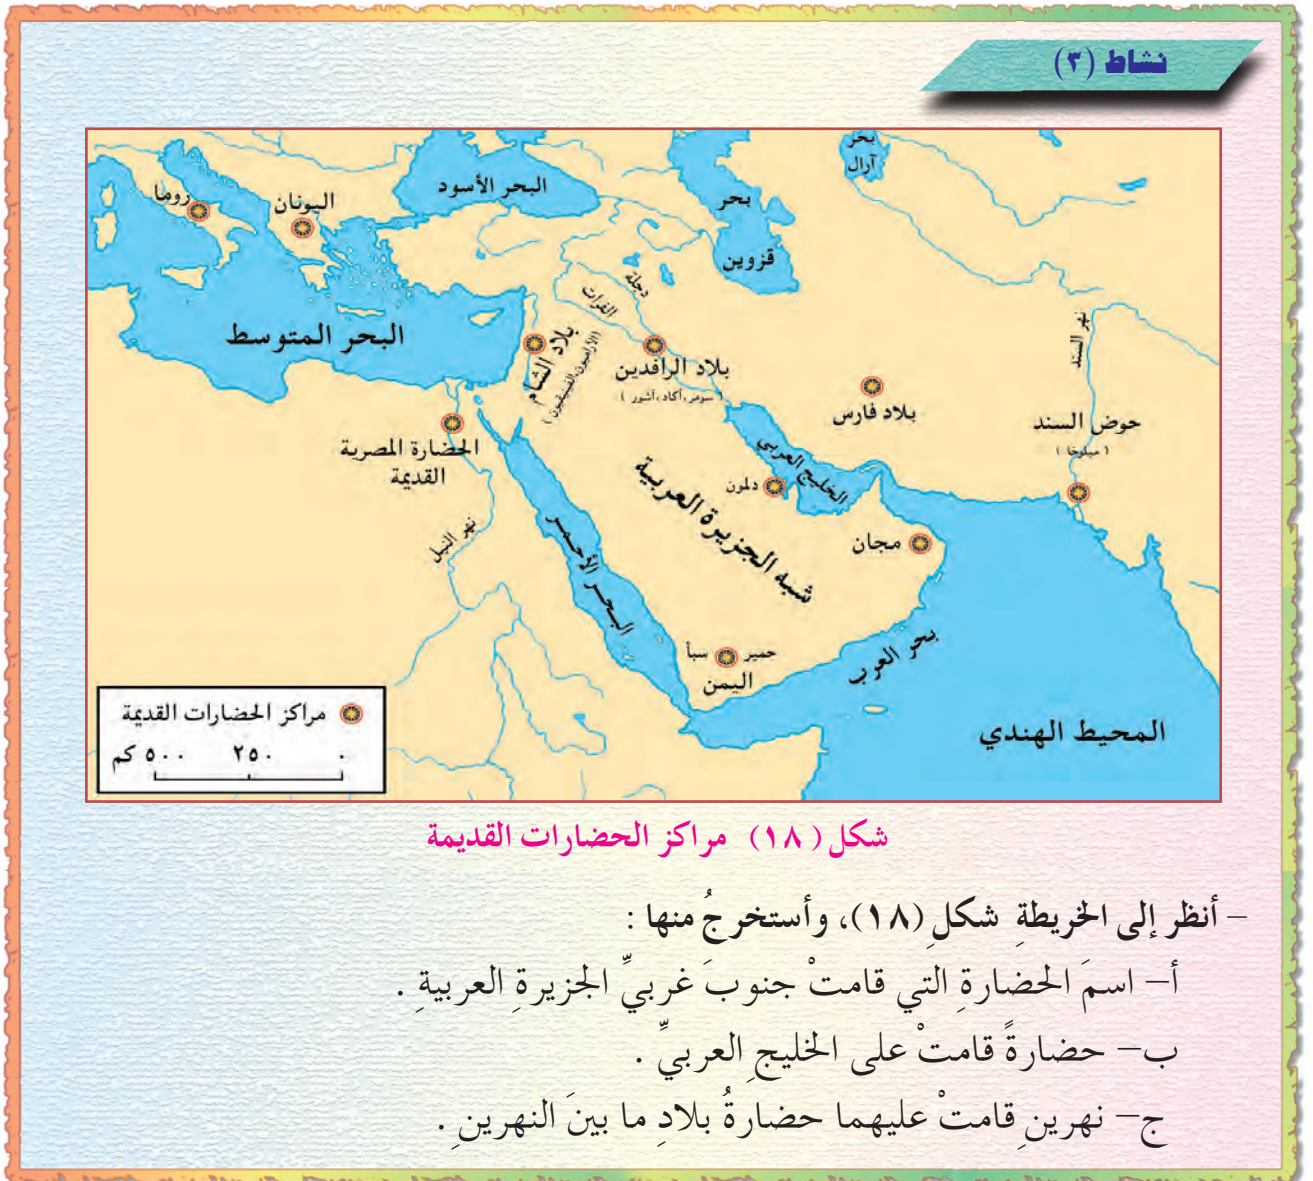 نشاط (٣)
بحر
آرال
البحر الأسود
بحر
قزوين
روما
اليونان
دجلة
الفرات
نهر السند
البحر المتوسط
بلاد الشام
(الآراميون، الفينيقيون)
بلاد الرافدين
( سومر، أكاد، آشور )
بلاد فارس
حوض السند
( ميلوخا )
الحضارة المصرية
القديمة
الخليج العربي
دلمون
شبه الجزيرة العربية
مجان
نهر النيل
البحر الأحمر
بحر العرب
حمير
سبأ
اليمن
المحيط الهندي
مراكز الحضارات القديمة
٠ ٢٥٠ ٥٠٠ كم
شكل (١٨) مراكز الحضارات القديمة
– أنظر إلى الخريطةِ شكلِ (١٨)، وأستخرجُ منها :
أ– اسمَ الحضارةِ التي قامتْ جنوبَ غربيِّ الجزيرةِ العربيةِ .
ب– حضارةً قامتْ على الخليجِ العربيِّ .
ج– نهرينِ قامتْ عليهما حضارةُ بلادِ ما بينَ النهرينِ .